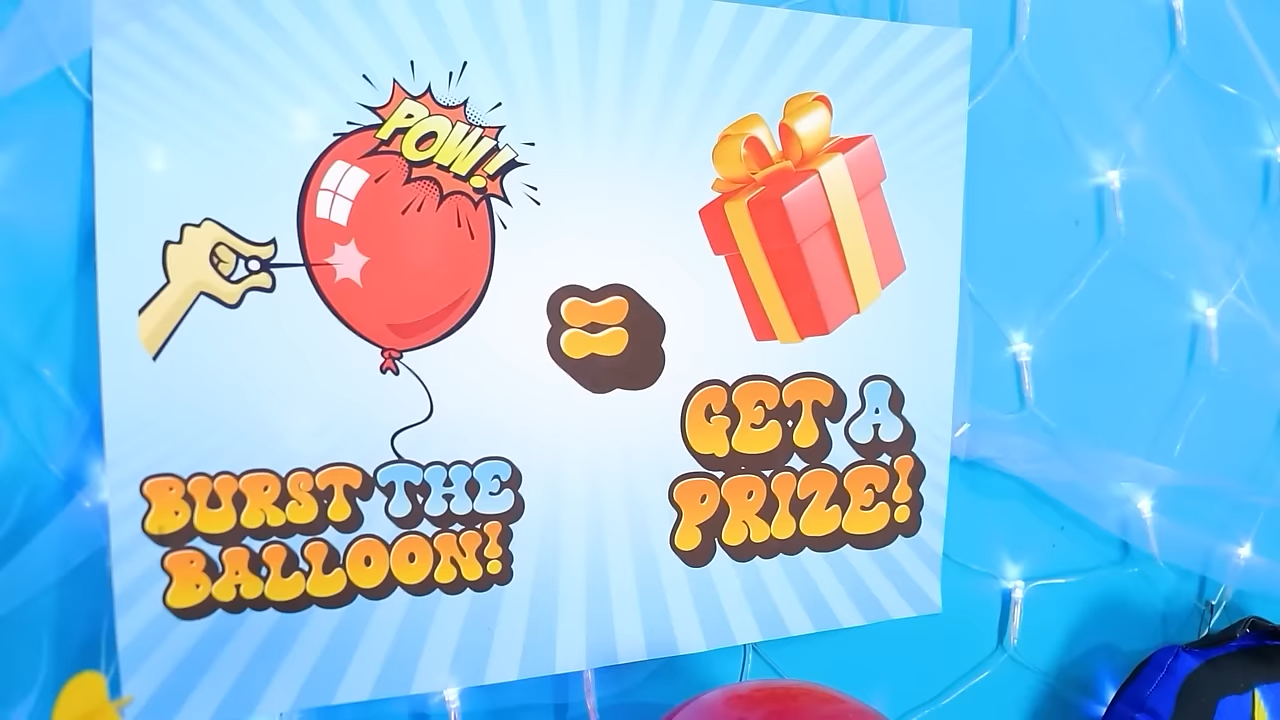 POW!
=
BURST THE
BALLOON!
GET A
PRIZE!